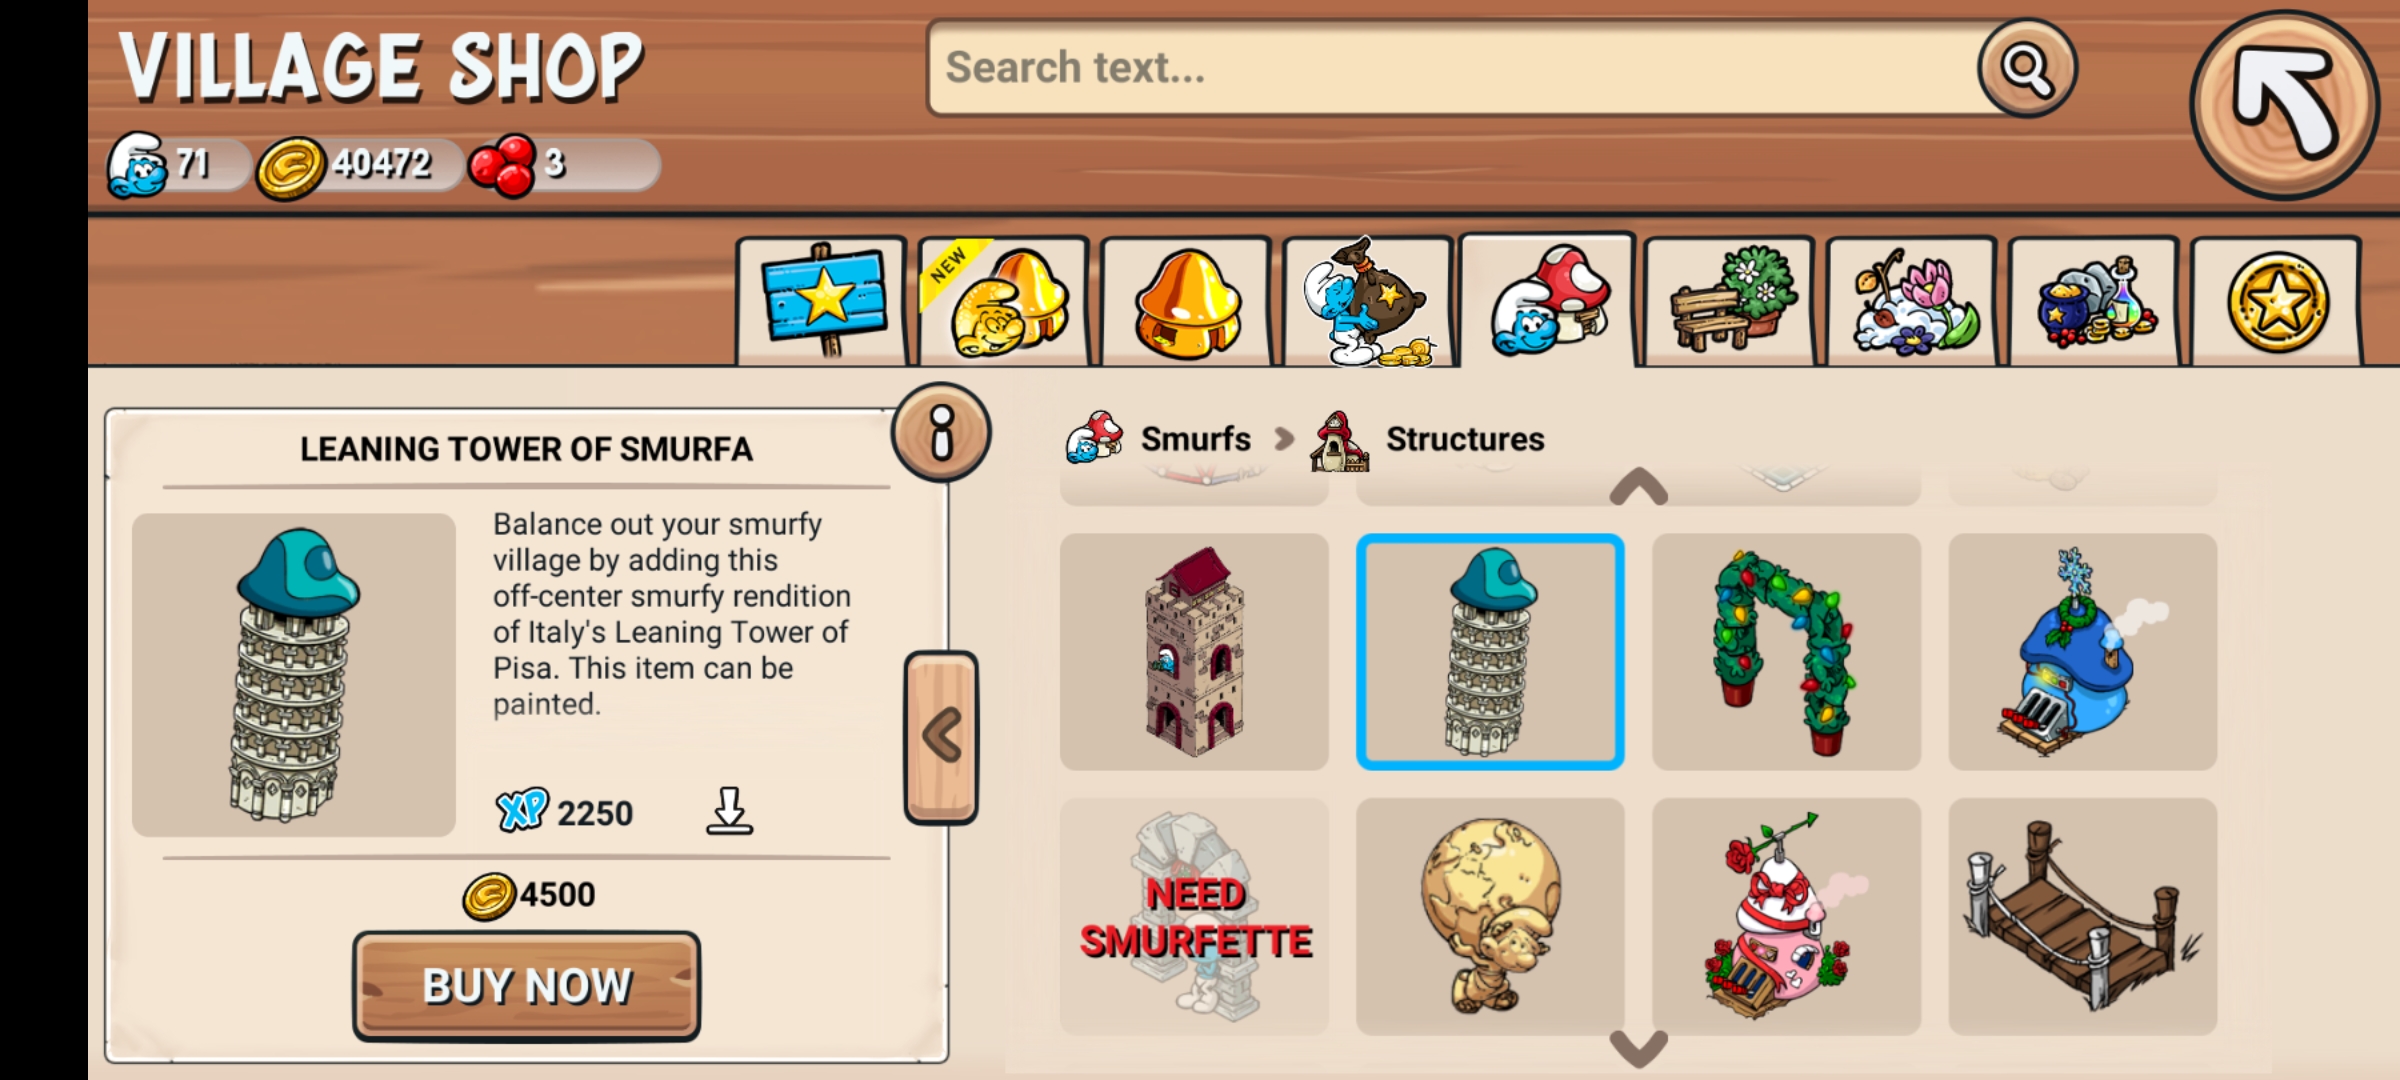 VILLAGE SHOP
Search text...
71
40472
3
NEW
LEANING TOWER OF SMURFA
Balance out your smurfy
village by adding this
off-center smurfy rendition
of Italy's Leaning Tower of
Pisa. This item can be
painted.
XP 2250
4500
BUY NOW
Smurfs
Structures
NEED
SMURFETTE